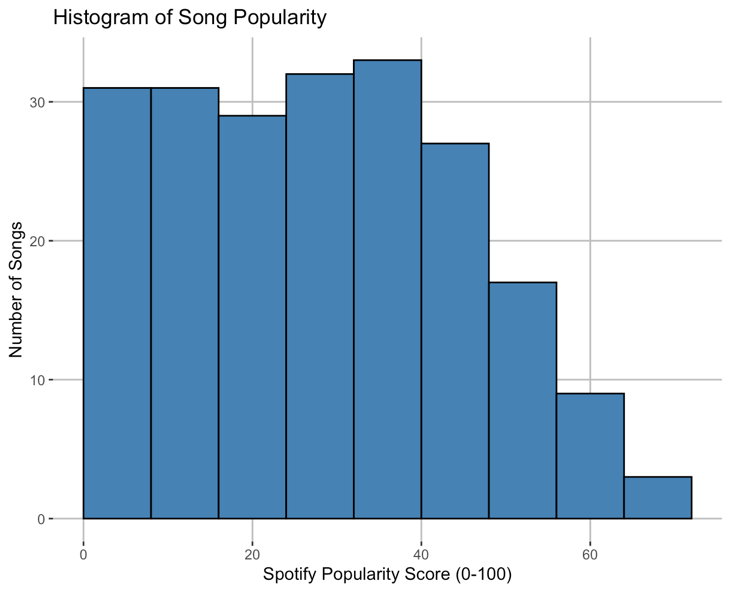 Histogram of Song Popularity
Number of Songs
30
20
10
0
0 20 40 60
Spotify Popularity Score (0-100)